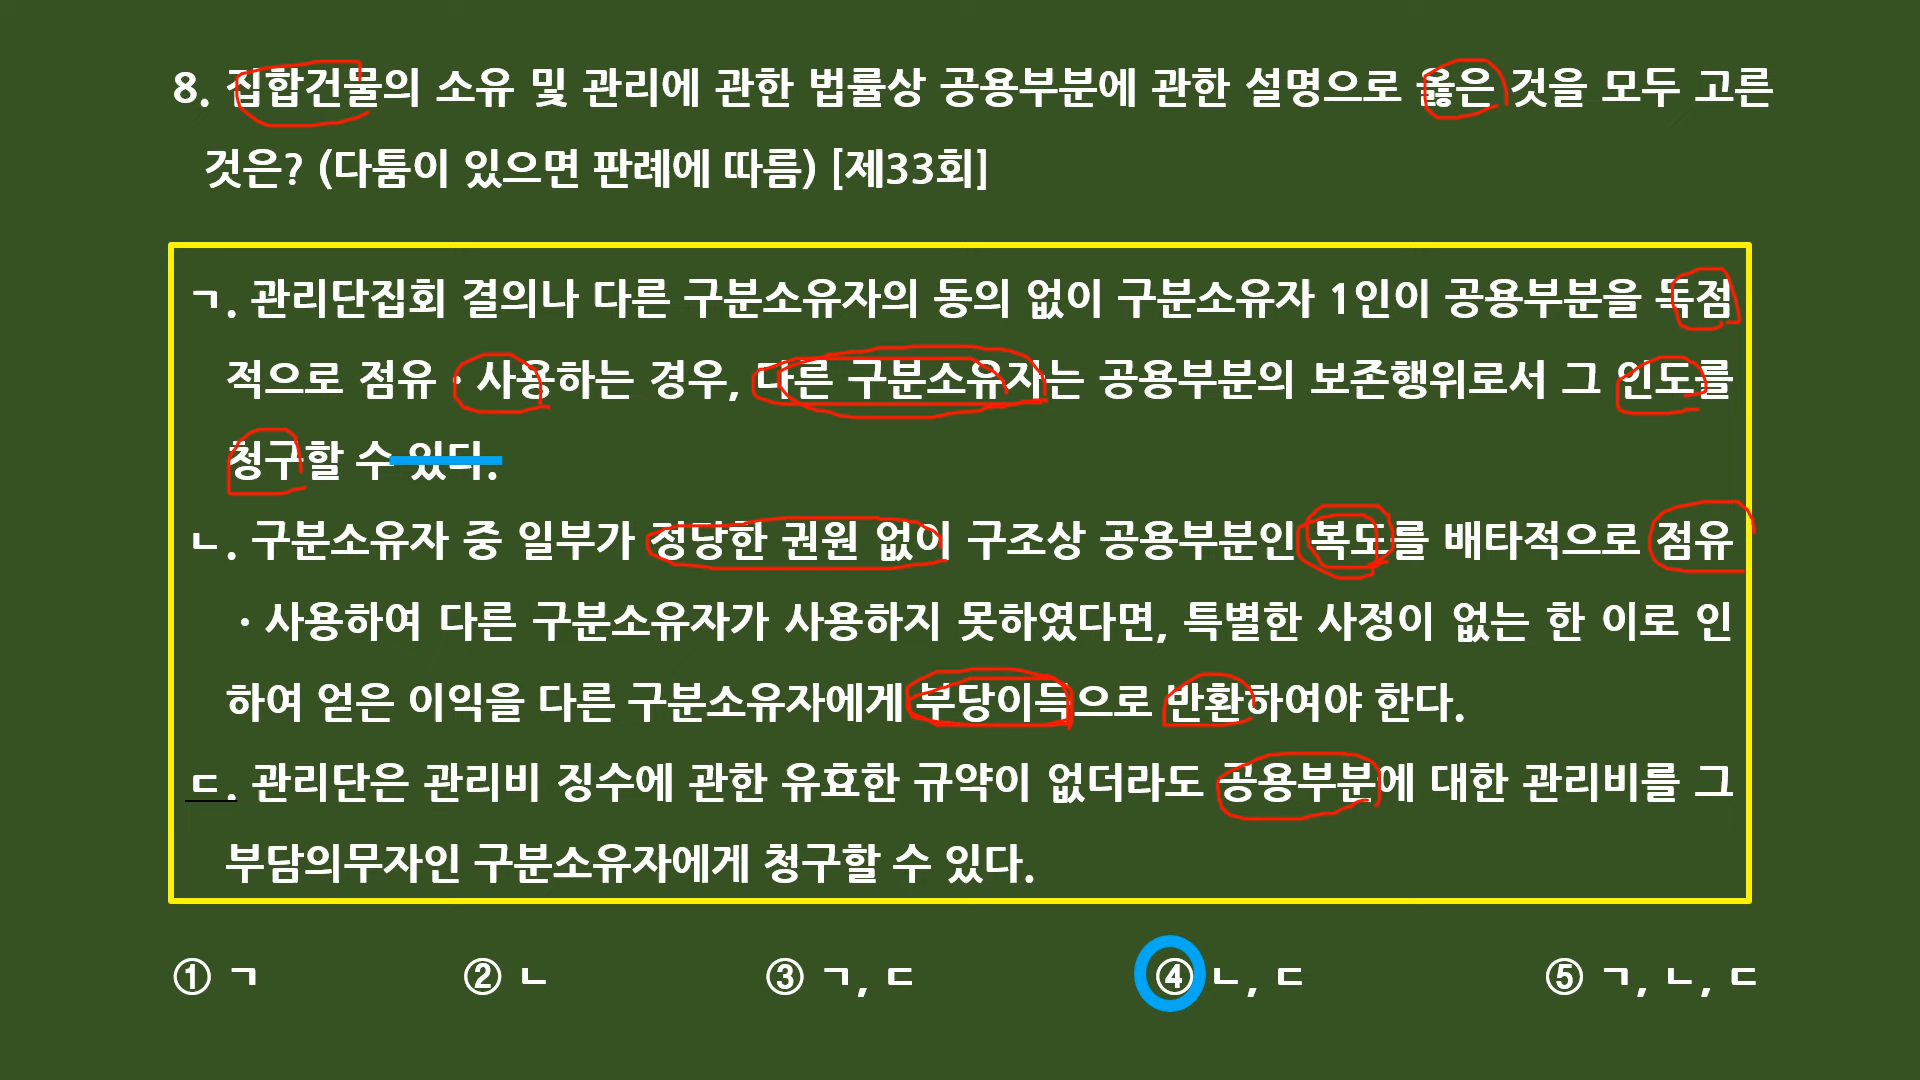 8. 집합건물의 소유 및 관리에 관한 법률상 공용부분에 관한 설명으로 옳은 것을 모두 고른
것은? (다툼이 있으면 판례에 따름) [제33회]
ㄱ. 관리단집회 결의나 다른 구분소유자의 동의 없이 구분소유자 1인이 공용부분을 독점
적으로 점유·사용하는 경우, 다른 구분소유자는 공용부분의 보존행위로서 그 인도를
청구할 수 있다.
ㄴ. 구분소유자 중 일부가 정당한 권원 없이 구조상 공용부분인 복도를 배타적으로 점유
·사용하여 다른 구분소유자가 사용하지 못하였다면, 특별한 사정이 없는 한 이로 인
하여 얻은 이익을 다른 구분소유자에게 부당이득으로 반환하여야 한다.
ㄷ. 관리단은 관리비 징수에 관한 유효한 규약이 없더라도 공용부분에 대한 관리비를 그
부담의무자인 구분소유자에게 청구할 수 있다.
① ㄱ ② ㄴ ③ ㄱ, ㄷ ④ ㄴ, ㄷ ⑤ ㄱ, ㄴ, ㄷ